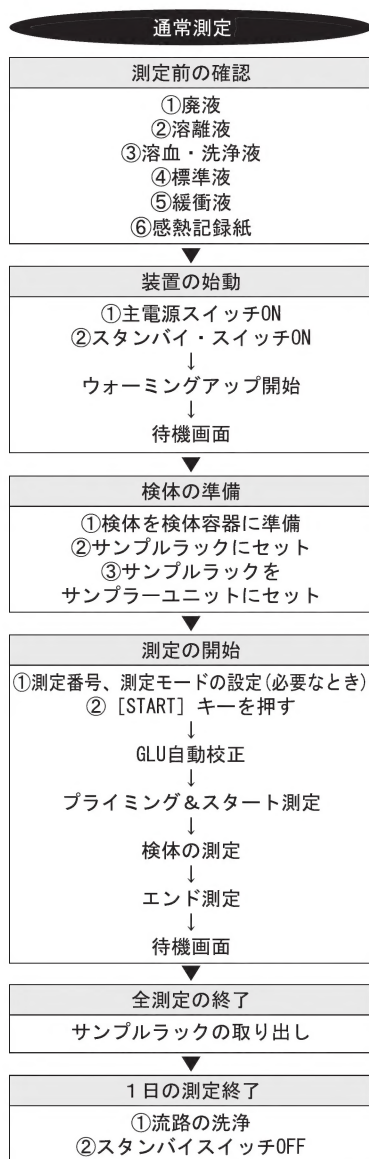 通常測定
測定前の確認
①廃液
②溶離液
③溶血・洗浄液
④標準液
⑤緩衝液
⑥感熱記録紙
▼
装置の始動
①主電源スイッチON
②スタンバイ・スイッチON
↓
ウォーミングアップ開始
↓
待機画面
▼
検体の準備
①検体を検体容器に準備
②サンプルラックにセット
③サンプルラックを
サンプラーユニットにセット
▼
測定の開始
①測定番号、測定モードの設定(必要なとき)
②［START］キーを押す
↓
GLU自動校正
↓
プライミング＆スタート測定
↓
検体の測定
↓
エンド測定
↓
待機画面
▼
全測定の終了
サンプルラックの取り出し
▼
１日の測定終了
①流路の洗浄
②スタンバイスイッチOFF